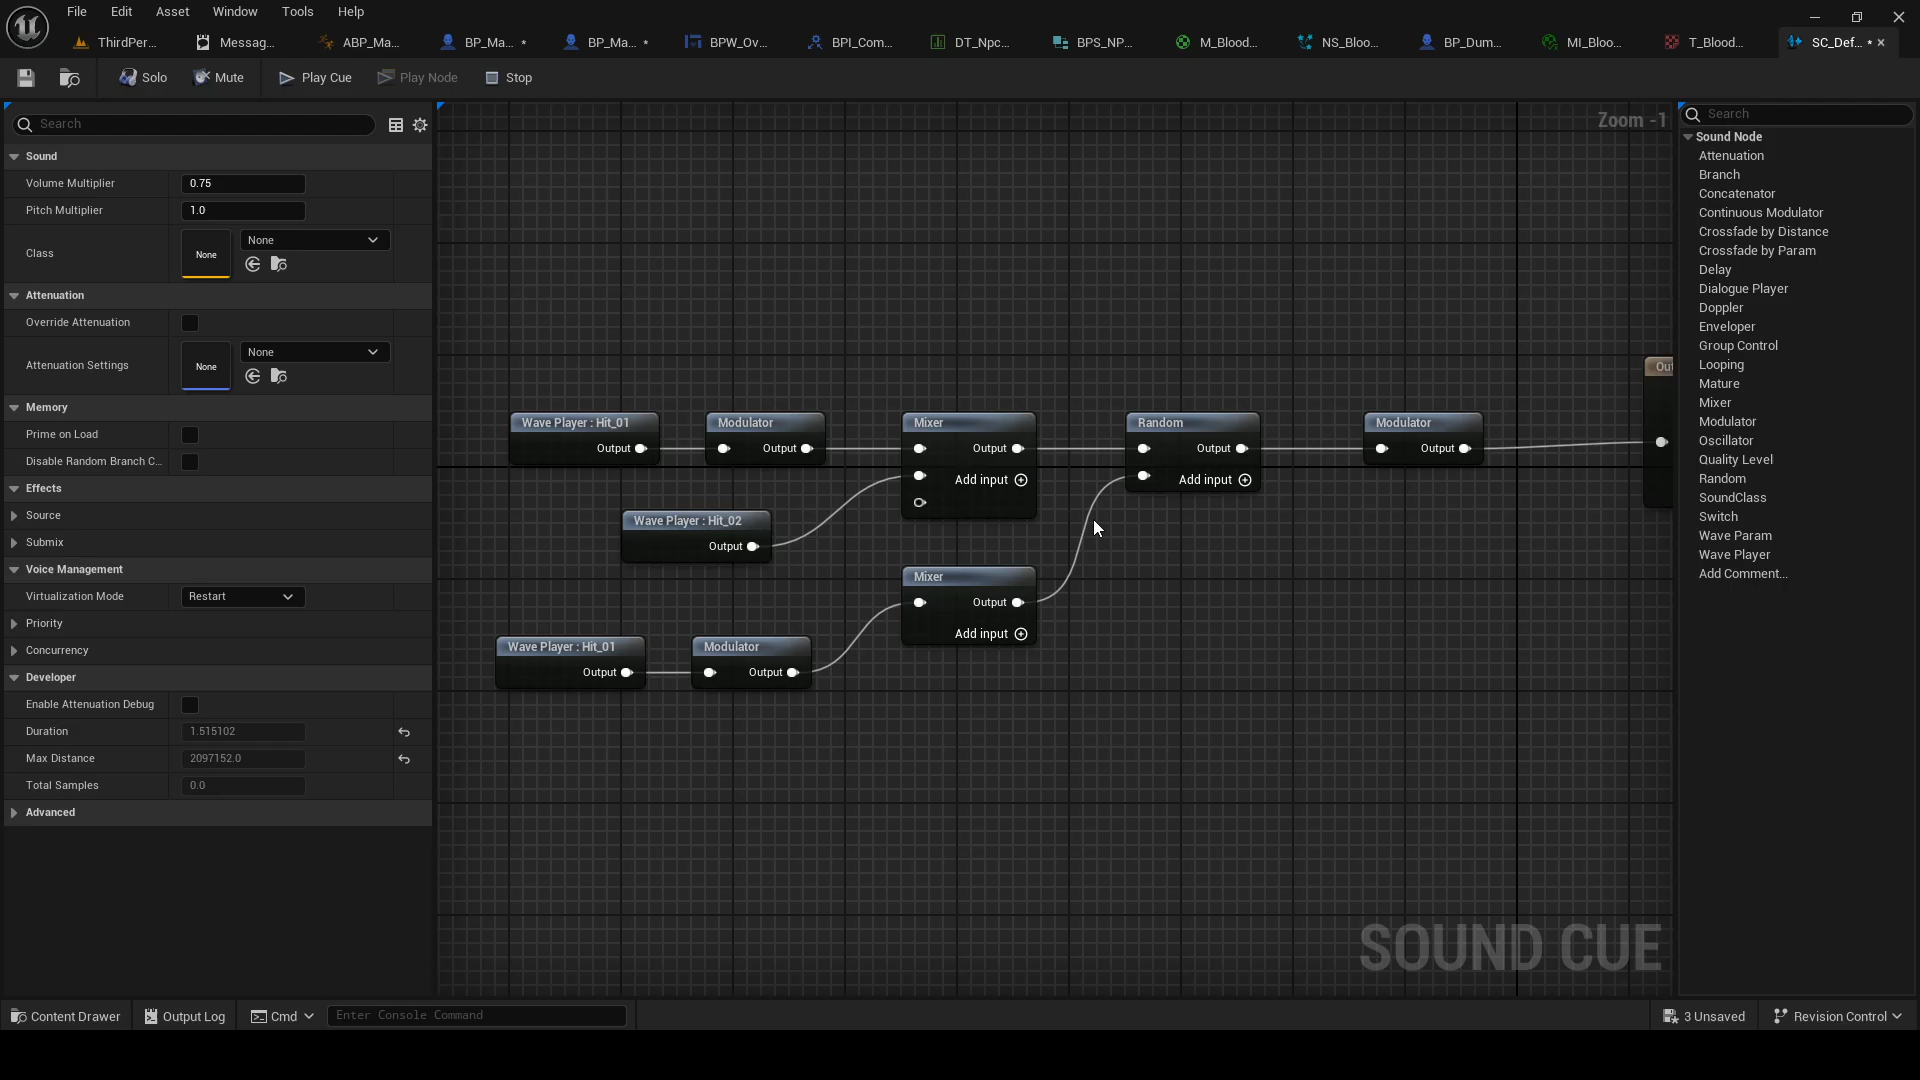 File Edit Asset Window Tools Help
ThirdPer... Messag... ABP_Ma... BP_Ma... * BP_Ma... * BPW_Ov... BPI_Com... DT_Npc... BPS_NP... M_Blood... NS_Bloo... BP_Dum... MI_Bloo... T_Blood... SC_Def... *
Solo Mute Play Cue Play Node Stop
Search
Sound
Volume Multiplier 0.75
Pitch Multiplier 1.0
Class None None
Attenuation
Override Attenuation
Attenuation Settings None None
Memory
Prime on Load
Disable Random Branch C...
Effects
Source
Submix
Voice Management
Virtualization Mode Restart
Priority
Concurrency
Developer
Enable Attenuation Debug
Duration 1.515102
Max Distance 2097152.0
Total Samples 0.0
Advanced
Zoom -1
Wave Player : Hit_01
Output
Modulator
Output
Mixer
Output
Add input
Random
Output
Add input
Modulator
Output
Out
Wave Player : Hit_02
Output
Mixer
Output
Add input
Wave Player : Hit_01
Output
Modulator
Output
SOUND CUE
Search
Sound Node
Attenuation
Branch
Concatenator
Continuous Modulator
Crossfade by Distance
Crossfade by Param
Delay
Dialogue Player
Doppler
Enveloper
Group Control
Looping
Mature
Mixer
Modulator
Oscillator
Quality Level
Random
SoundClass
Switch
Wave Param
Wave Player
Add Comment...
Content Drawer Output Log Cmd Enter Console Command 3 Unsaved Revision Control